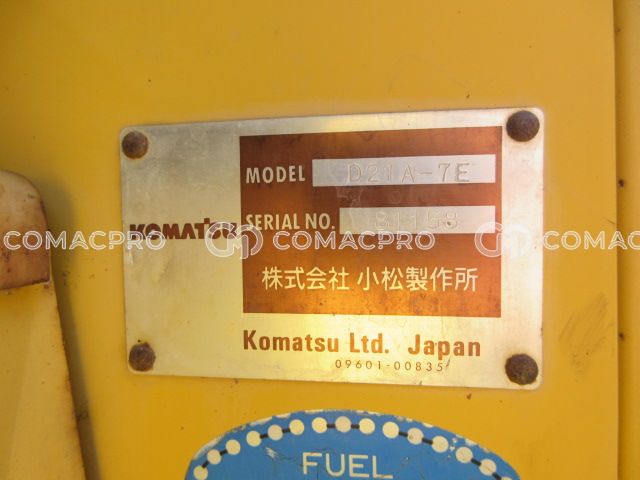 MODEL D21A-7E
KOMATSU
SERIAL NO. 81168
COMACPRO COMACPRO COMACPRO
株式会社 小松製作所
Komatsu Ltd. Japan
09601-00835
FUEL